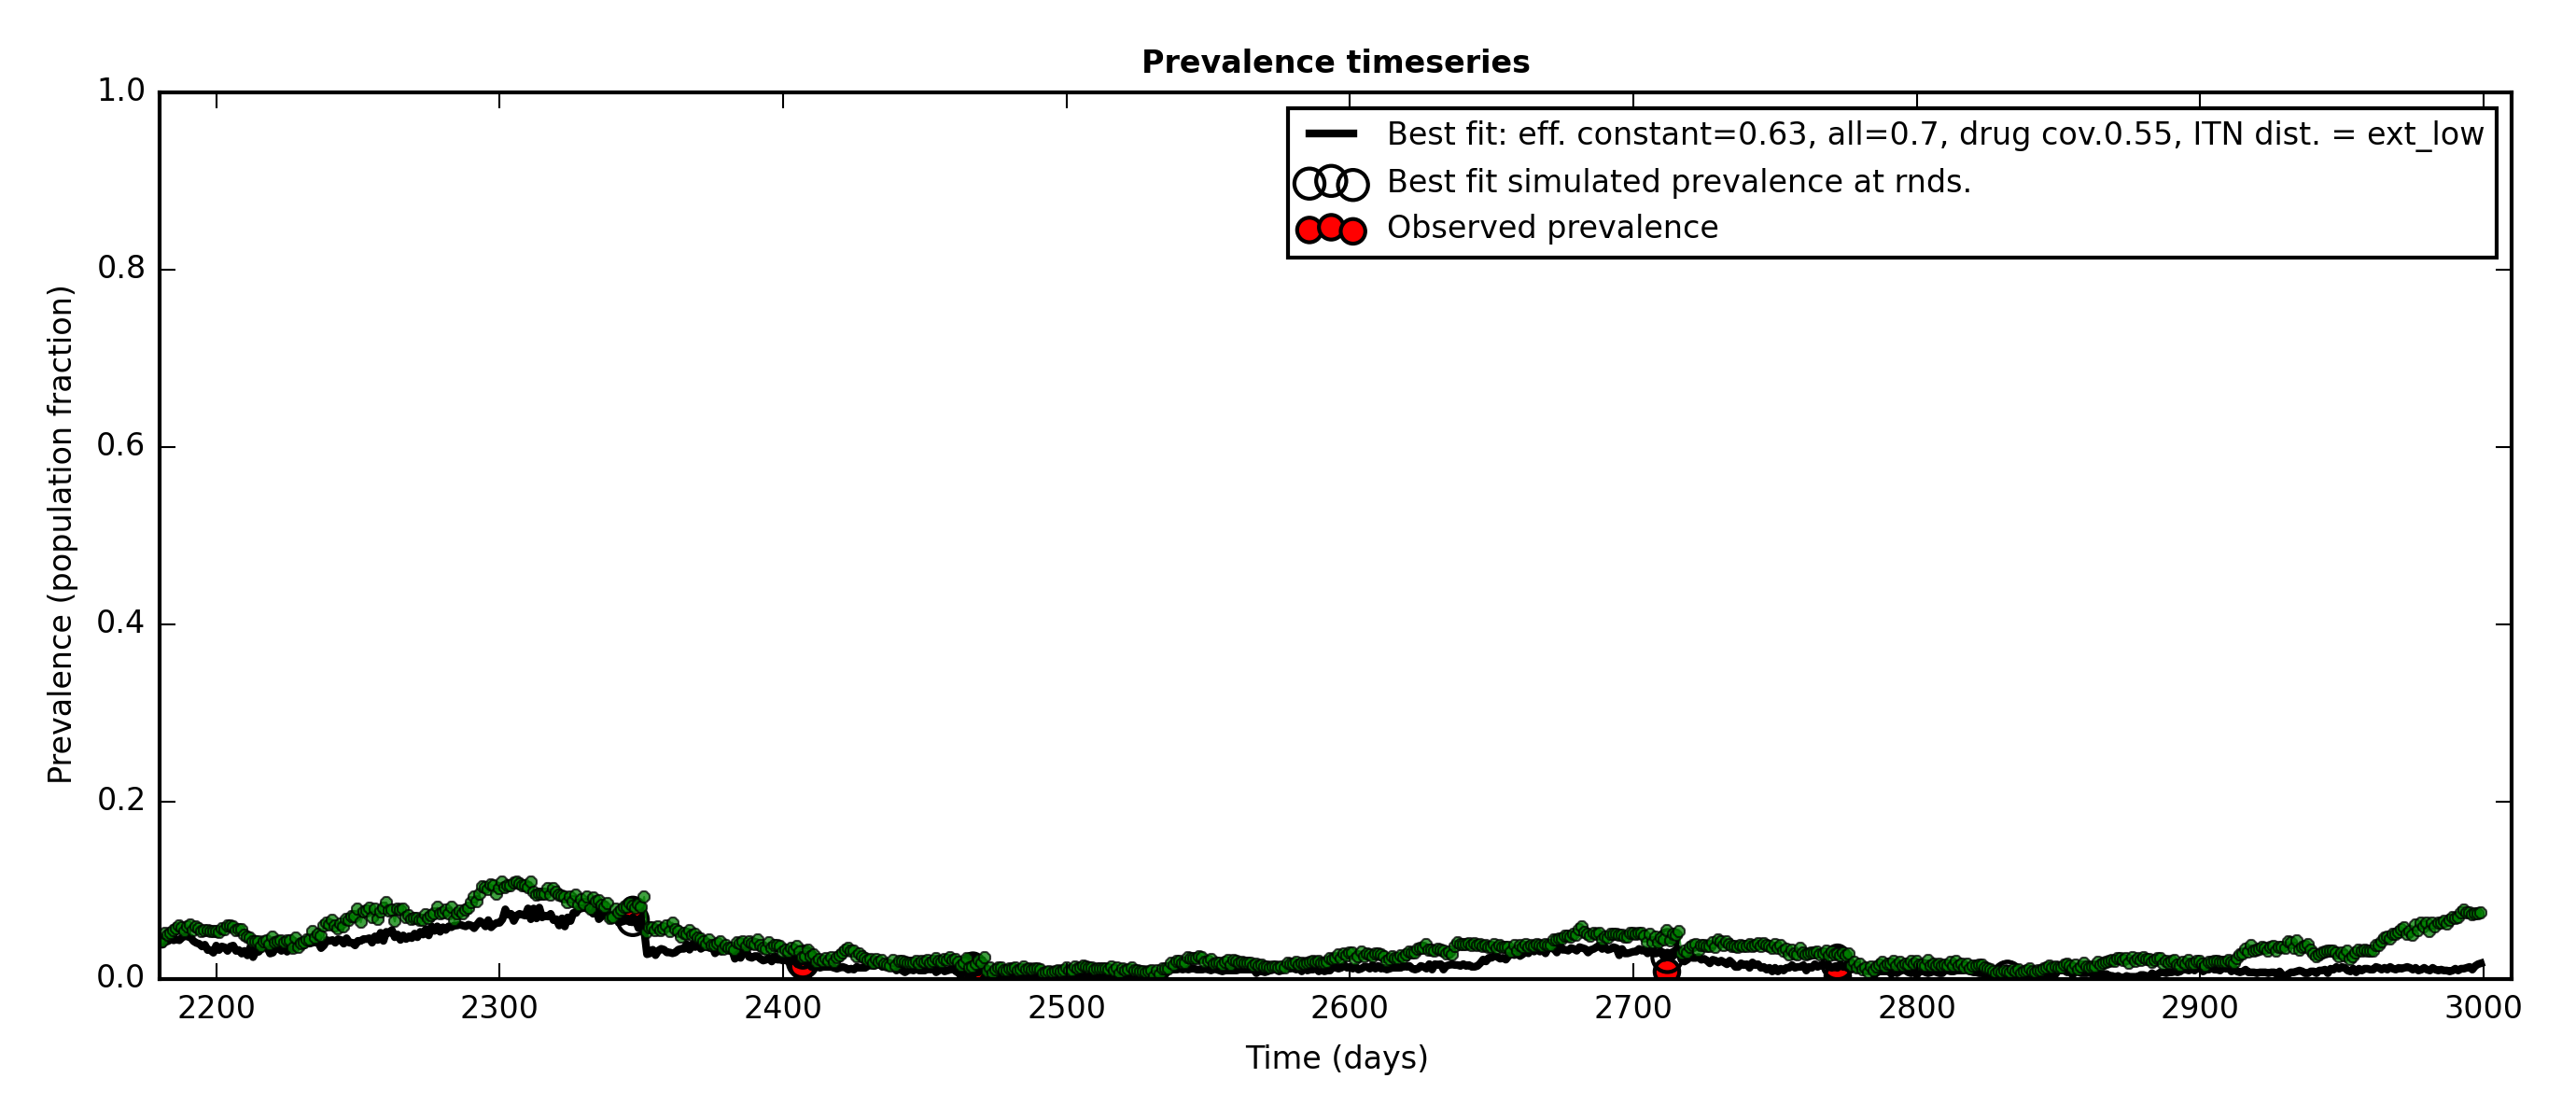 Prevalence timeseries
1.0
0.8
0.6
0.4
0.2
0.0
Prevalence (population fraction)
Best fit: eff. constant=0.63, all=0.7, drug cov.0.55, ITN dist. = ext_low
Best fit simulated prevalence at rnds.
Observed prevalence
2200 2300 2400 2500 2600 2700 2800 2900 3000
Time (days)